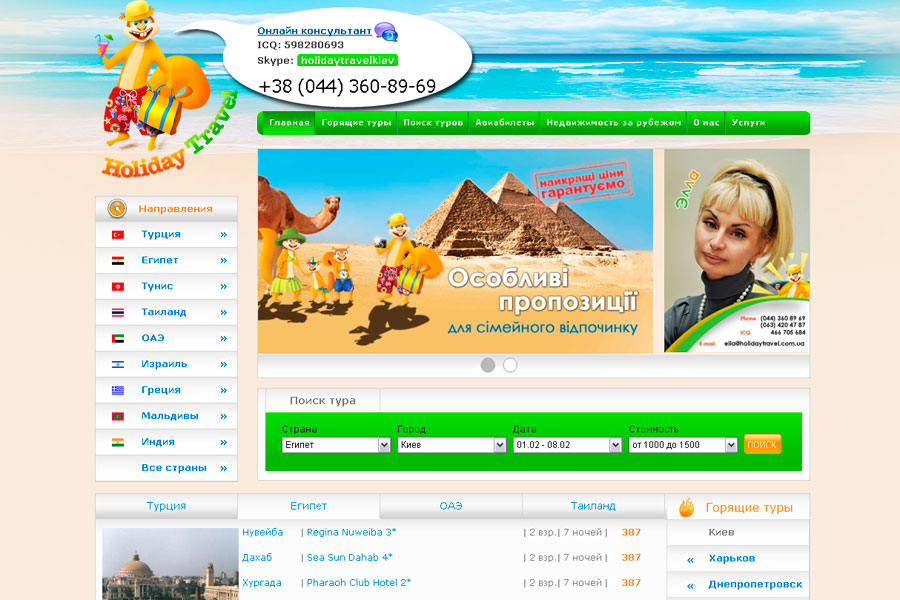 Онлайн консультант
ICQ: 598280693
Skype: holidaytravelkiev
+38 (044) 360-89-69
Holiday Travel
Главная Горящие туры Поиск туров Авиабилеты Недвижимость за рубежом О нас Услуги
Направления
Турция »
Египет »
Тунис »
Таиланд »
ОАЭ »
Израиль »
Греция »
Мальдивы »
Индия »
Все страны »
найкращі ціни
гарантуємо
Особливі
пропозиції
для сімейного відпочинку
Элла
Phone (044) 360 89 69
(063) 420 47 87
ICQ 466 705 684
E-mail ella@holidaytravel.com.ua
Поиск тура
Страна Город Дата Стоимость
Египет Киев 01.02 - 08.02 от 1000 до 1500 ПОИСК
Турция Египет ОАЭ Таиланд
Нувейба | Regina Nuweiba 3* | 2 взр.| 7 ночей | 387
Дахаб | Sea Sun Dahab 4* | 2 взр.| 7 ночей | 387
Хургада | Pharaoh Club Hotel 2* | 2 взр.| 7 ночей | 387
Горящие туры
Киев
« Харьков
« Днепропетровск